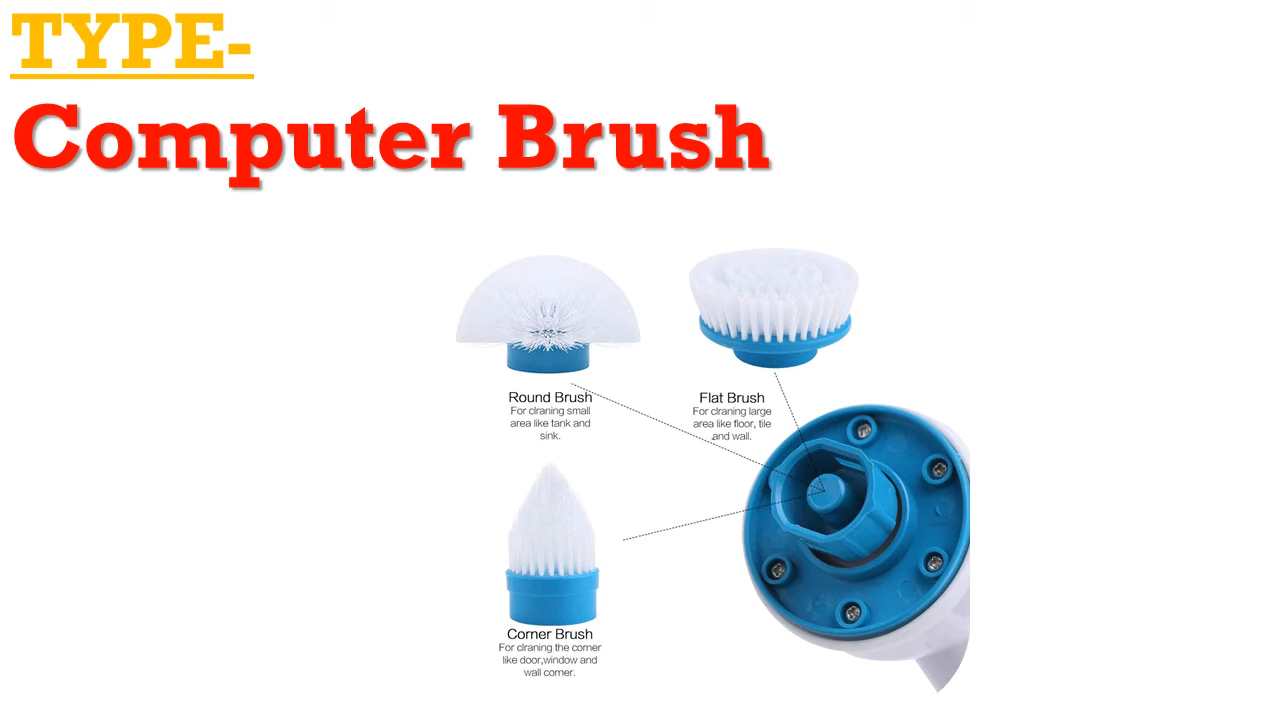 TYPE-
Computer Brush
Round Brush
For clraning small
area like tank and
sink.
Flat Brush
For clraning large
area like floor, tile
and wall.
Corner Brush
For clraning the corner
like door,window and
wall corner.